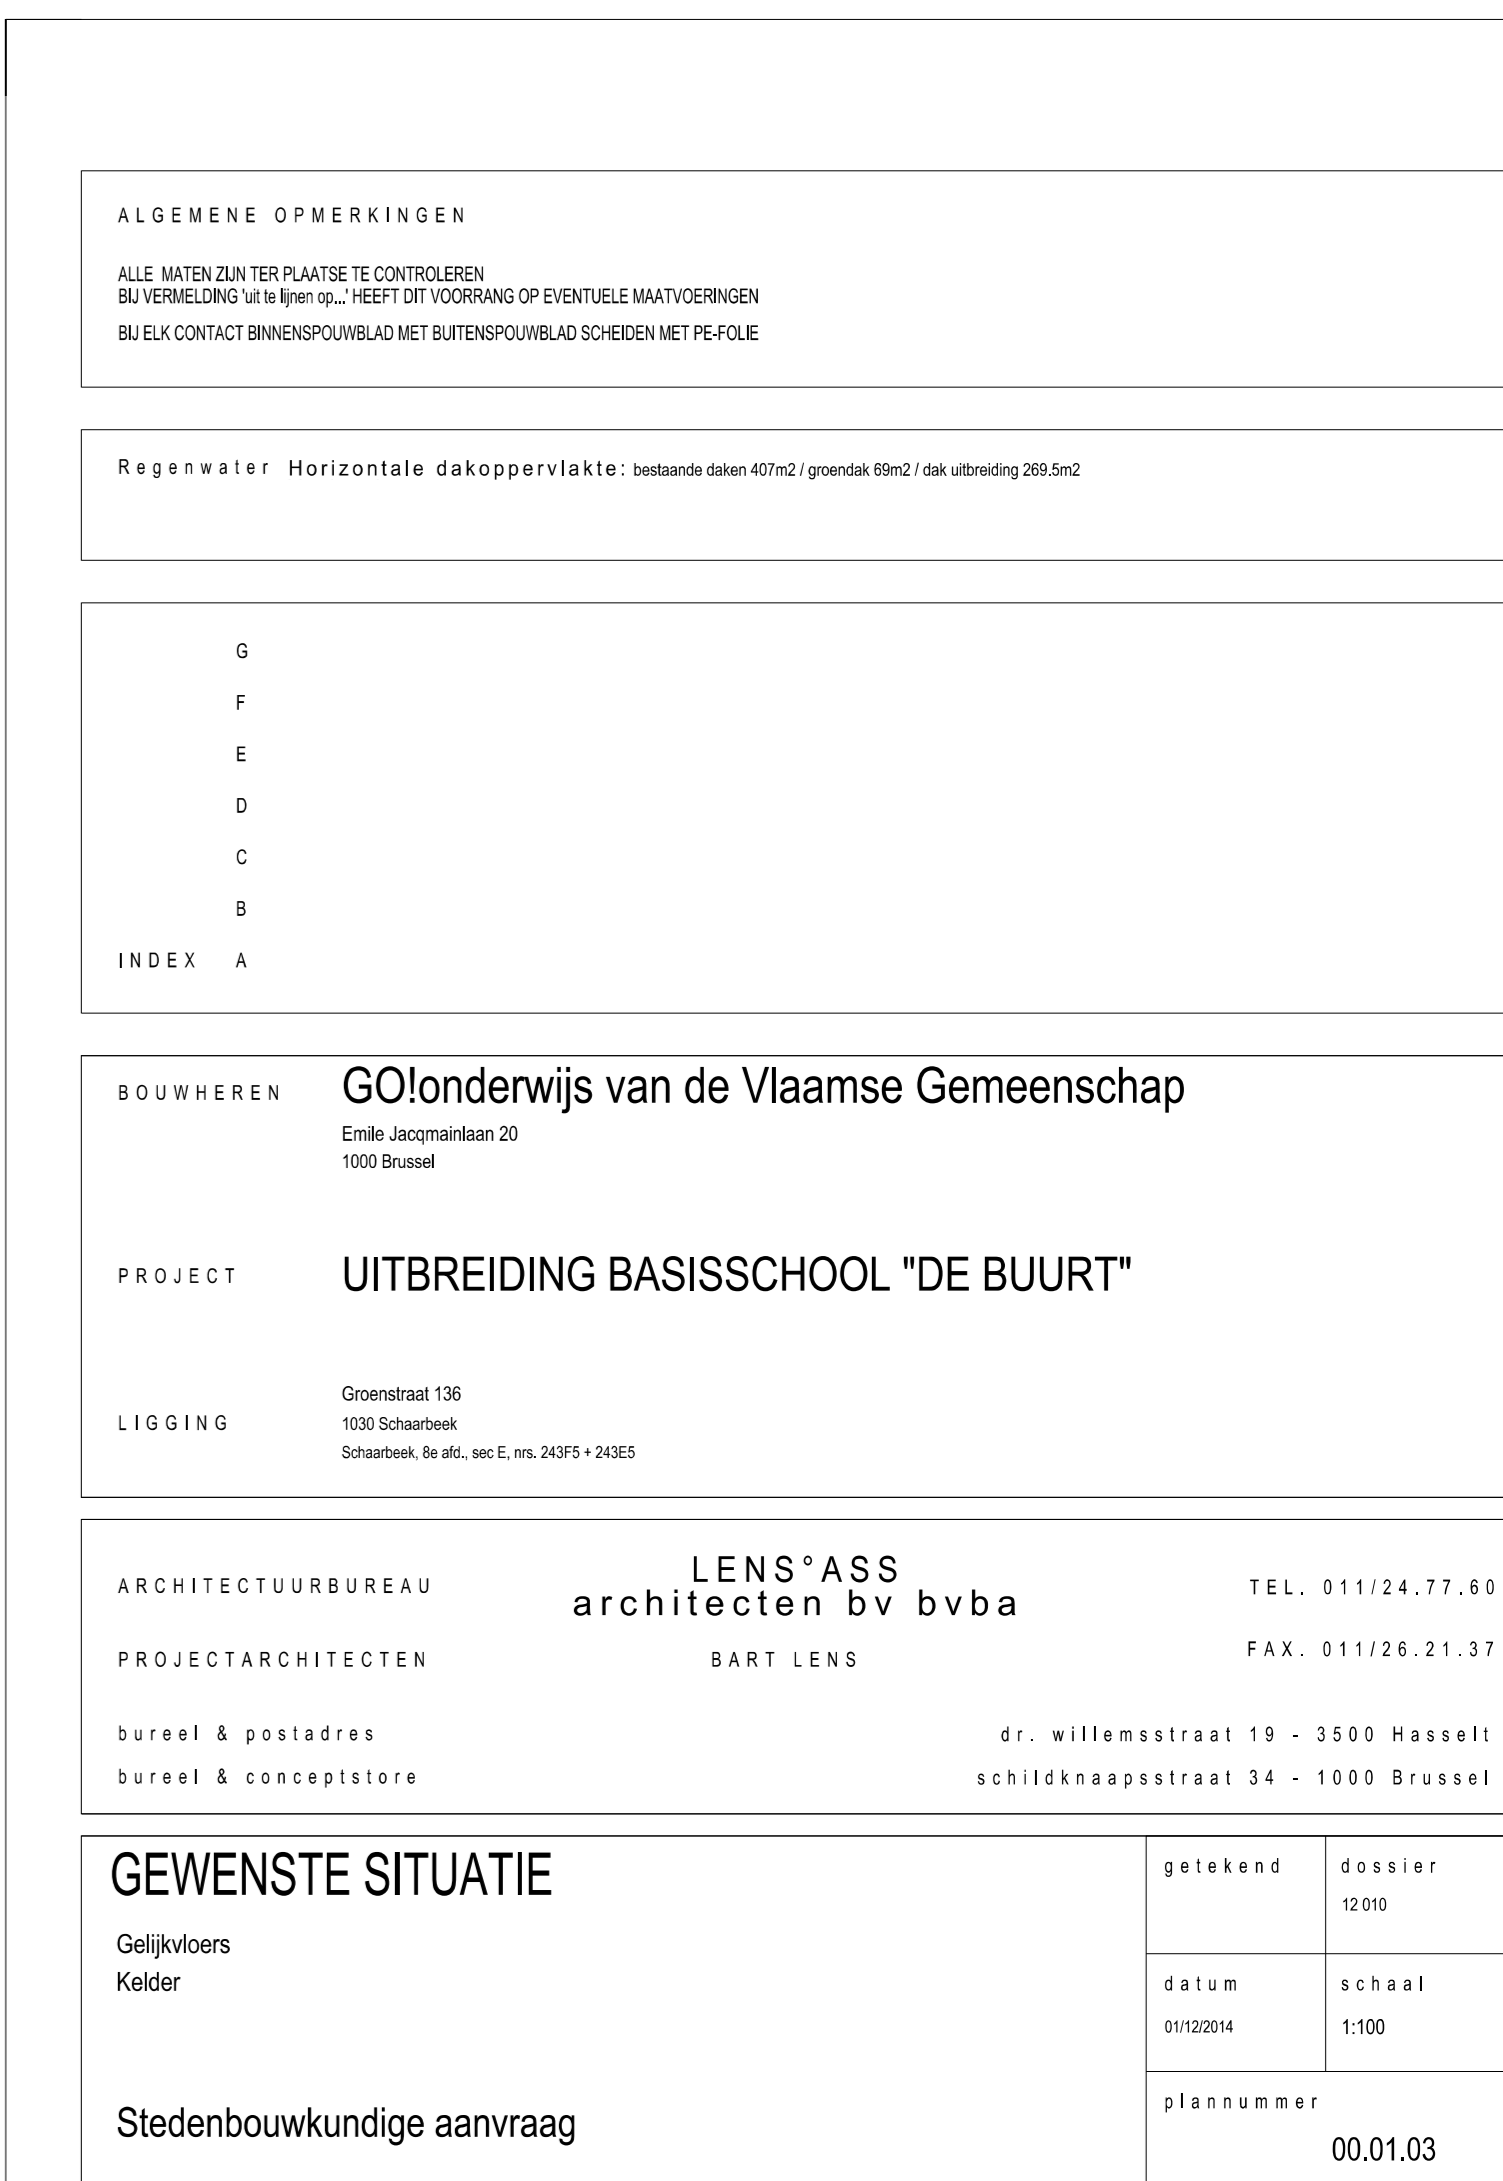 ALGEMENE OPMERKINGEN
ALLE MATEN ZIJN TER PLAATSE TE CONTROLEREN
BIJ VERMELDING 'uit te lijnen op...' HEEFT DIT VOORRANG OP EVENTUELE MAATVOERINGEN
BIJ ELK CONTACT BINNENSPOUWBLAD MET BUITENSPOUWBLAD SCHEIDEN MET PE-FOLIE
Regenwater Horizontale dakoppervlakte: bestaande daken 407m2 / groendak 69m2 / dak uitbreiding 269.5m2
G
F
E
D
C
B
INDEX A
BOUWHEREN GO!onderwijs van de Vlaamse Gemeenschap
Emile Jacqmainlaan 20
1000 Brussel
PROJECT UITBREIDING BASISSCHOOL "DE BUURT"
Groenstraat 136
LIGGING 1030 Schaarbeek
Schaarbeek, 8e afd., sec E, nrs. 243F5 + 243E5
LENS°ASS
ARCHITECTUURBUREAU architecten bv bvba TEL. 011/24.77.60
PROJECTARCHITECTEN BART LENS FAX. 011/26.21.37
bureel & postadres dr. willemsstraat 19 - 3500 Hasselt
bureel & conceptstore schildknaapsstraat 34 - 1000 Brussel
GEWENSTE SITUATIE
Gelijkvloers
Kelder
Stedenbouwkundige aanvraag
getekend dossier
12 010
datum schaal
01/12/2014 1:100
plannummer
00.01.03